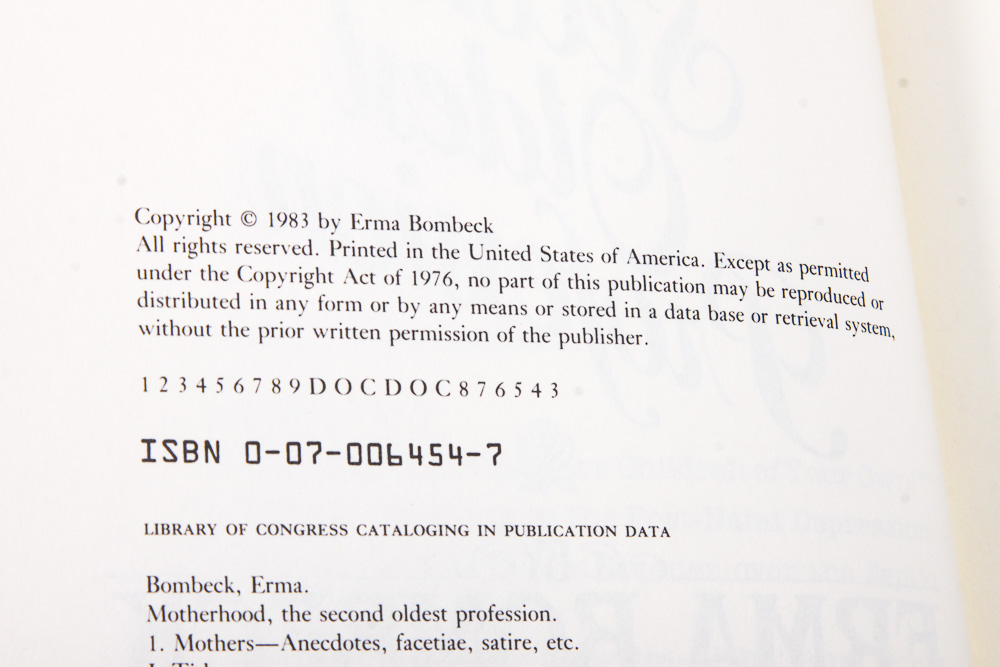 Copyright © 1983 by Erma Bombeck
All rights reserved. Printed in the United States of America. Except as permitted
under the Copyright Act of 1976, no part of this publication may be reproduced or
distributed in any form or by any means or stored in a data base or retrieval system,
without the prior written permission of the publisher.
1 2 3 4 5 6 7 8 9 D O C D O C 8 7 6 5 4 3
ISBN 0-07-006454-7
LIBRARY OF CONGRESS CATALOGING IN PUBLICATION DATA
Bombeck, Erma.
Motherhood, the second oldest profession.
1. Mothers—Anecdotes, facetiae, satire, etc.